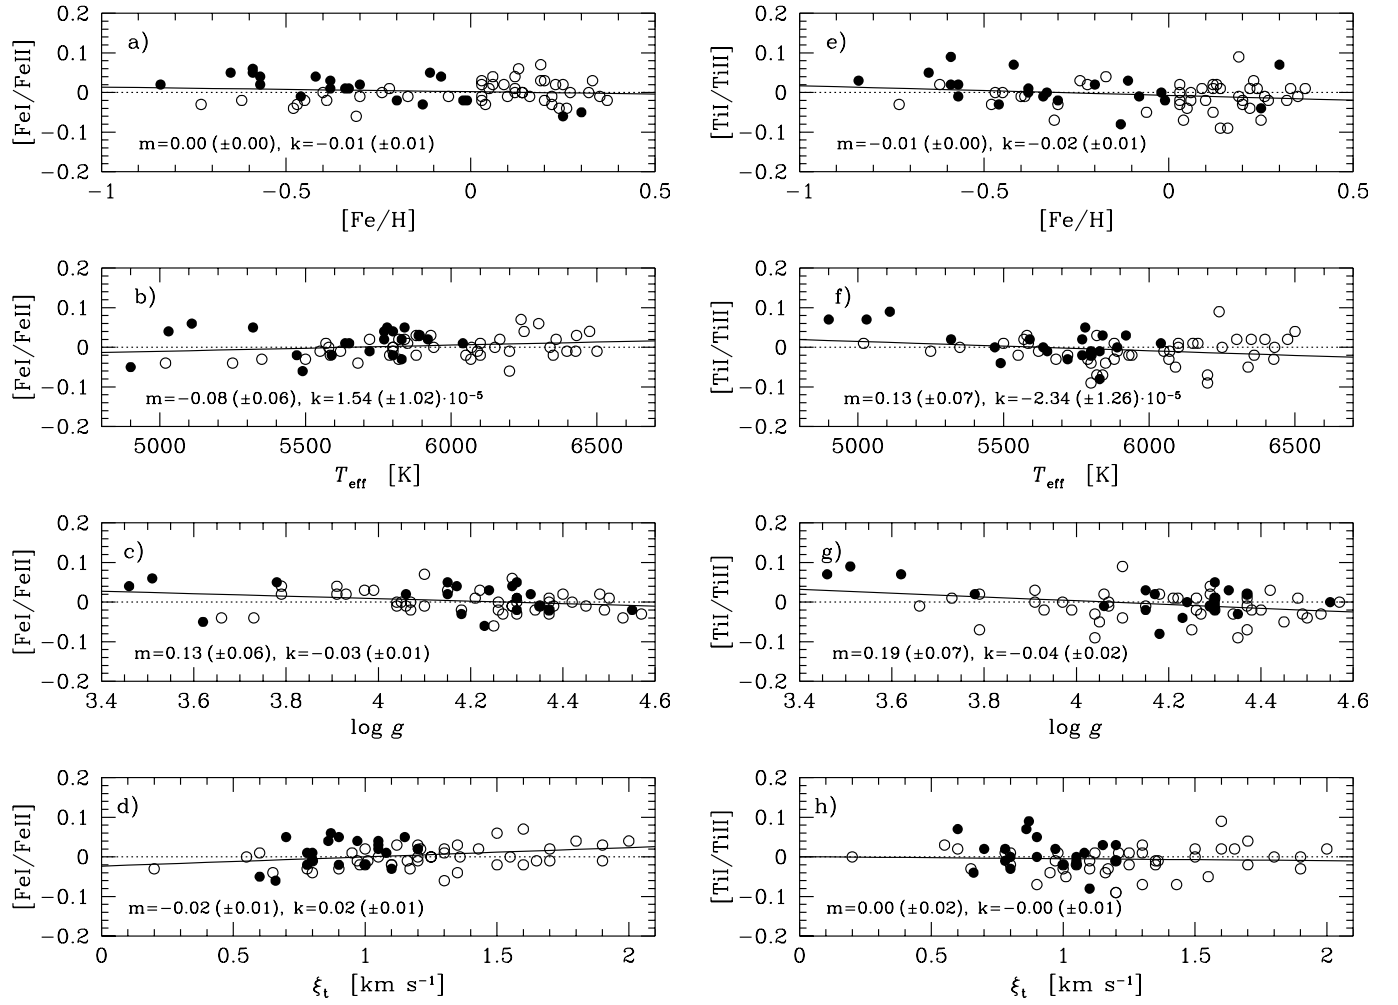 0.2
0.1
0
−0.1
−0.2
[FeI/FeII]
a)
m=0.00 (±0.00), k=−0.01 (±0.01)
−1 −0.5 0 0.5
[Fe/H]
0.2
0.1
0
−0.1
−0.2
[TiI/TiII]
e)
m=−0.01 (±0.00), k=−0.02 (±0.01)
−1 −0.5 0 0.5
[Fe/H]
0.2
0.1
0
−0.1
−0.2
[FeI/FeII]
b)
m=−0.08 (±0.06), k=1.54 (±1.02)·10⁻⁵
5000 5500 6000 6500
T_eff [K]
0.2
0.1
0
−0.1
−0.2
[TiI/TiII]
f)
m=0.13 (±0.07), k=−2.34 (±1.26)·10⁻⁵
5000 5500 6000 6500
T_eff [K]
0.2
0.1
0
−0.1
−0.2
[FeI/FeII]
c)
m=0.13 (±0.06), k=−0.03 (±0.01)
3.4 3.6 3.8 4 4.2 4.4 4.6
log g
0.2
0.1
0
−0.1
−0.2
[TiI/TiII]
g)
m=0.19 (±0.07), k=−0.04 (±0.02)
3.4 3.6 3.8 4 4.2 4.4 4.6
log g
0.2
0.1
0
−0.1
−0.2
[FeI/FeII]
d)
m=−0.02 (±0.01), k=0.02 (±0.01)
0 0.5 1 1.5 2
ξ_t [km s⁻¹]
0.2
0.1
0
−0.1
−0.2
[TiI/TiII]
h)
m=0.00 (±0.02), k=−0.00 (±0.01)
0 0.5 1 1.5 2
ξ_t [km s⁻¹]